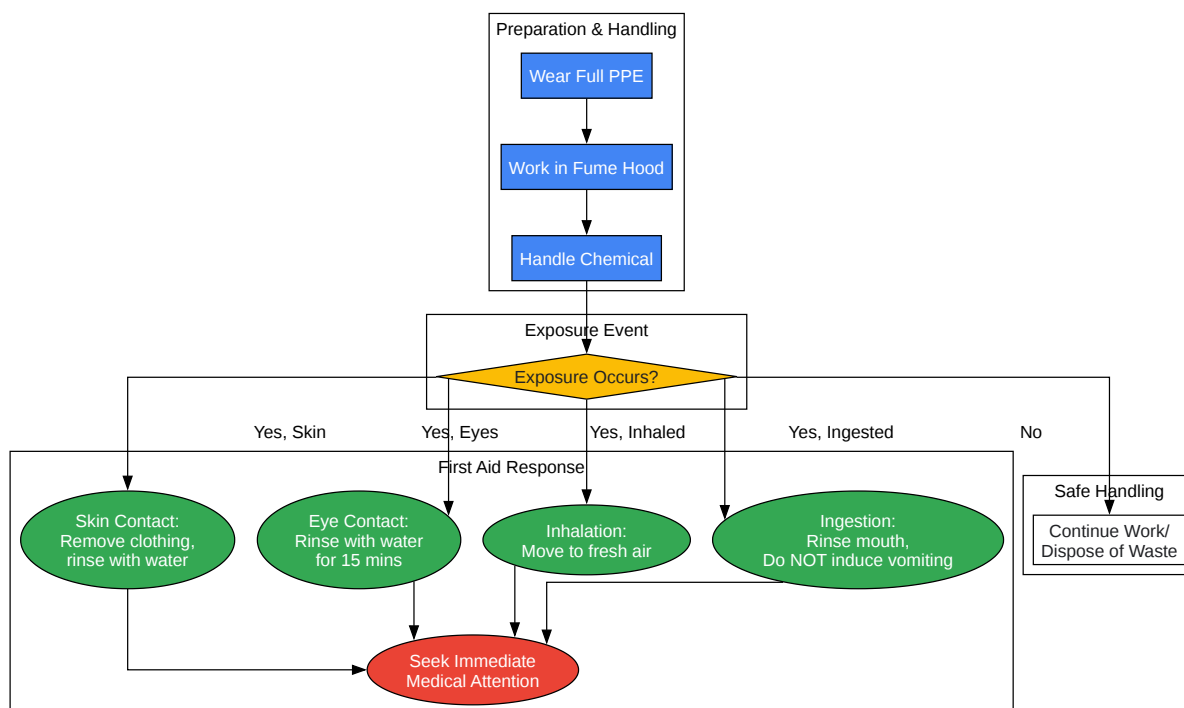 Preparation & Handling
Wear Full PPE
Work in Fume Hood
Handle Chemical
Exposure Event
Exposure Occurs?
Yes, Skin
Yes, Eyes
Yes, Inhaled
Yes, Ingested
No
First Aid Response
Skin Contact:
Remove clothing,
rinse with water
Eye Contact:
Rinse with water
for 15 mins
Inhalation:
Move to fresh air
Ingestion:
Rinse mouth,
Do NOT induce vomiting
Safe Handling
Continue Work/
Dispose of Waste
Seek Immediate
Medical Attention